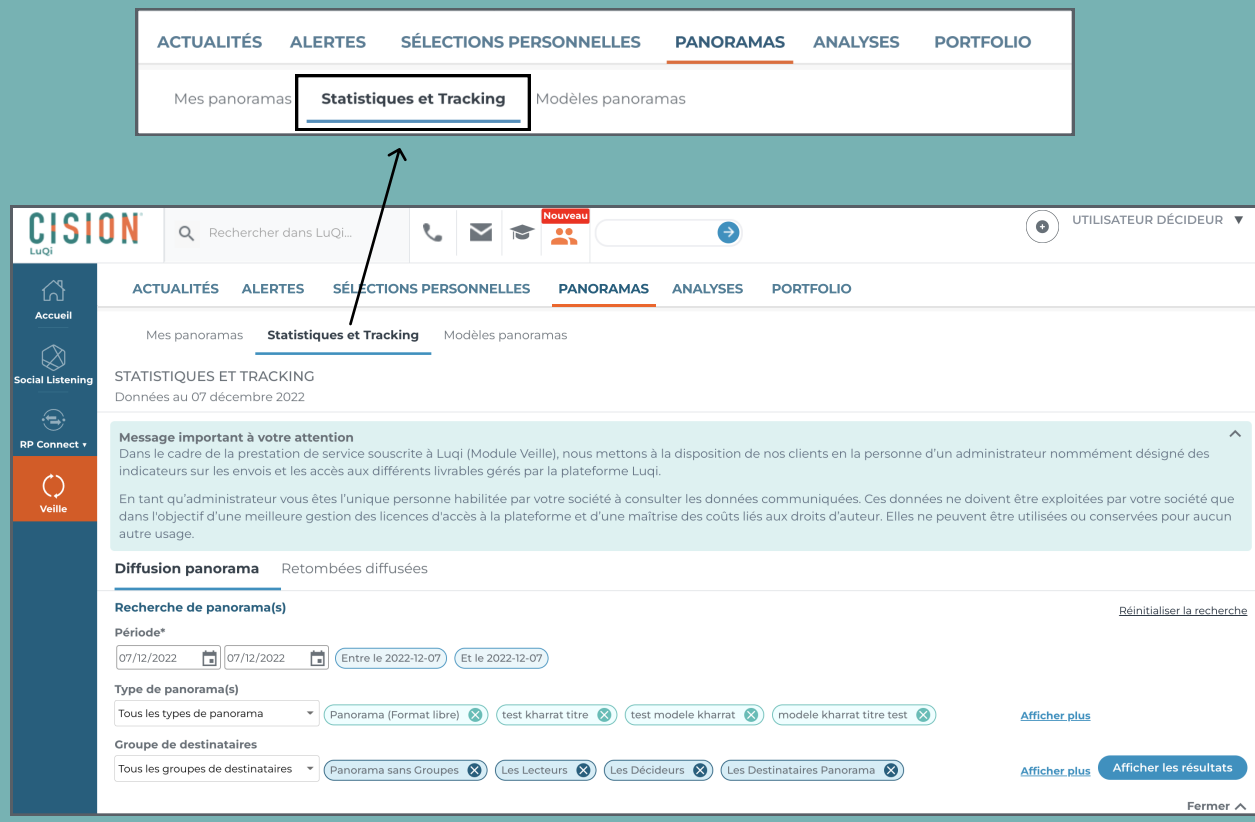 ACTUALITÉS ALERTES SÉLECTIONS PERSONNELLES PANORAMAS ANALYSES PORTFOLIO
Mes panoramas Statistiques et Tracking Modèles panoramas
CISION
LuQi
Rechercher dans LuQi...
Nouveau
UTILISATEUR DÉCIDEUR
ACTUALITÉS ALERTES SÉLECTIONS PERSONNELLES PANORAMAS ANALYSES PORTFOLIO
Accueil
Mes panoramas Statistiques et Tracking Modèles panoramas
Social Listening
STATISTIQUES ET TRACKING
Données au 07 décembre 2022
RP Connect
Veille
Message important à votre attention
Dans le cadre de la prestation de service souscrite à Luqi (Module Veille), nous mettons à la disposition de nos clients en la personne d'un administrateur nommément désigné des
indicateurs sur les envois et les accès aux différents livrables gérés par la plateforme Luqi.
En tant qu'administrateur vous êtes l'unique personne habilitée par votre société à consulter les données communiquées. Ces données ne doivent être exploitées par votre société que
dans l'objectif d'une meilleure gestion des licences d'accès à la plateforme et d'une maîtrise des coûts liés aux droits d'auteur. Elles ne peuvent être utilisées ou conservées pour aucun
autre usage.
Diffusion panorama Retombées diffusées
Recherche de panorama(s) Réinitialiser la recherche
Période*
07/12/2022 07/12/2022 Entre le 2022-12-07 Et le 2022-12-07
Type de panorama(s)
Tous les types de panorama Panorama (Format libre) test kharrat titre test modele kharrat modele kharrat titre test Afficher plus
Groupe de destinataires
Tous les groupes de destinataires Panorama sans Groupes Les Lecteurs Les Décideurs Les Destinataires Panorama Afficher plus Afficher les résultats
Fermer